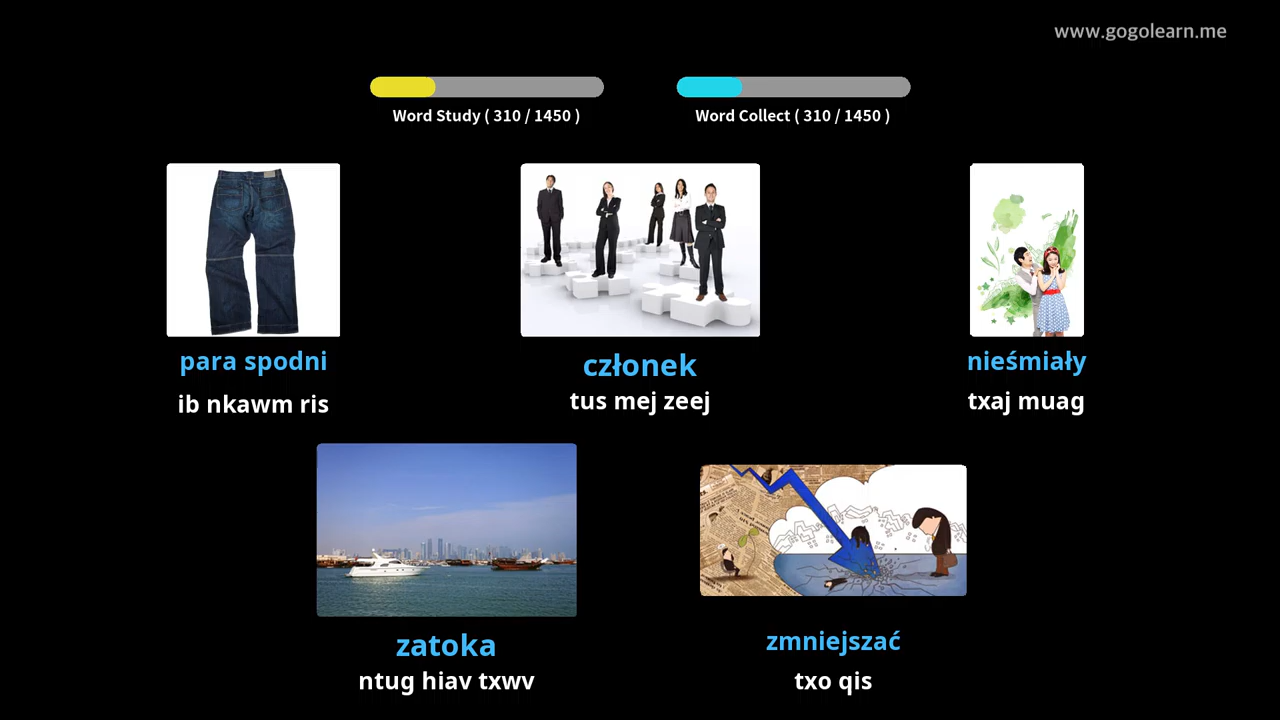 www.gogolearn.me
Word Study ( 310 / 1450 )
Word Collect ( 310 / 1450 )
para spodni
ib nkawm ris
członek
tus mej zeej
nieśmiały
txaj muag
zatoka
ntug hiav txwv
zmniejszać
txo qis